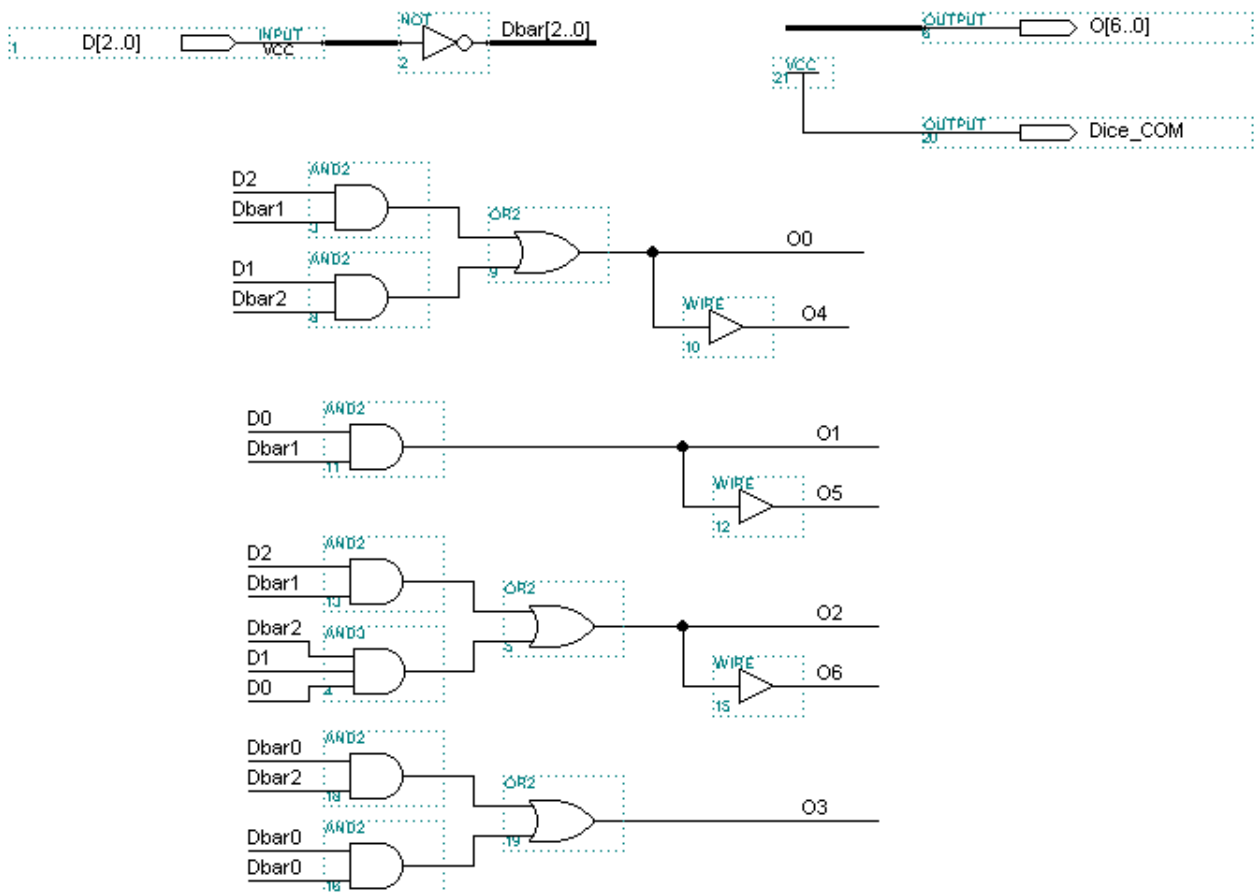 INPUT
1 D[2..0] VCC
NOT
2
Dbar[2..0]
OUTPUT
6
O[6..0]
VCC
21
OUTPUT
20
Dice_COM
AND2
D2
Dbar1
3
OR2
9
O0
AND2
D1
Dbar2
WIRE
10
O4
AND2
D0
Dbar1
11
O1
WIRE
12
O5
AND2
D2
Dbar1
13
OR2
5
O2
AND3
Dbar2
D1
D0
4
WIRE
15
O6
AND2
Dbar0
Dbar2
18
OR2
19
O3
AND2
Dbar0
Dbar0
16